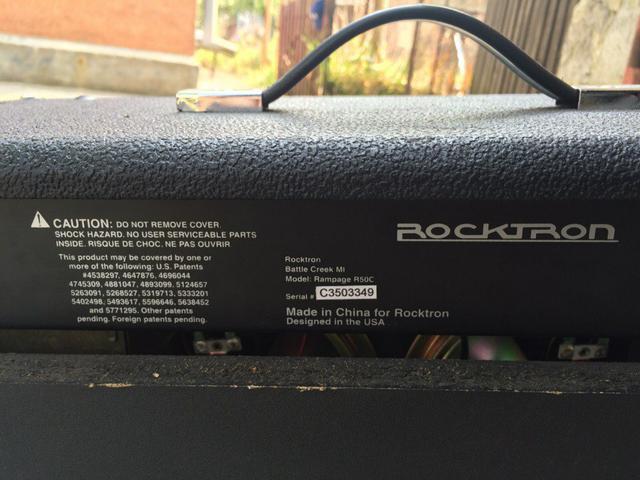 CAUTION: DO NOT REMOVE COVER.
SHOCK HAZARD. NO USER SERVICEABLE PARTS
INSIDE. RISQUE DE CHOC. NE PAS OUVRIR
This product may be covered by one or
more of the following: U.S. Patents
#4538297, 4647876, 4696044
4745309, 4881047, 4893099, 5124657
5263091, 5268527, 5319713, 5333201
5402498, 5493617, 5596646, 5638452
and 5771295. Other patents
pending. Foreign patents pending.
Rocktron
Battle Creek MI
Model: Rampage R50C
Serial # C3503349
Made in China for Rocktron
Designed in the USA
ROCKTRON